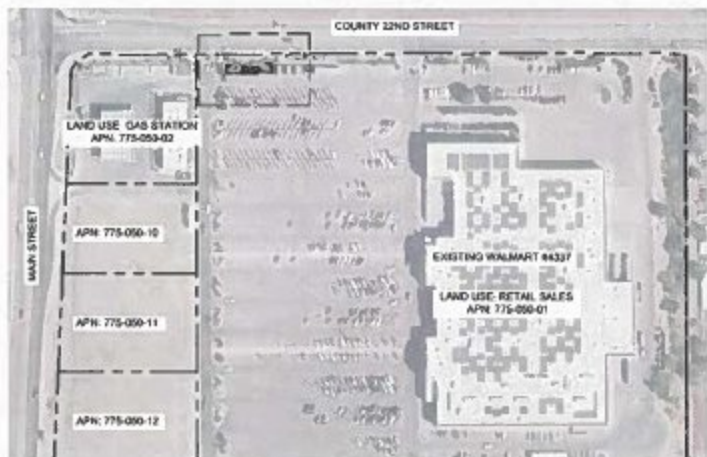 COUNTY 22ND STREET
LAND USE: GAS STATION
APN: 775-050-02
MAIN STREET
APN: 775-050-10
EXISTING WALMART #4337
LAND USE: RETAIL SALES
APN: 775-050-01
APN: 775-050-11
APN: 775-050-12